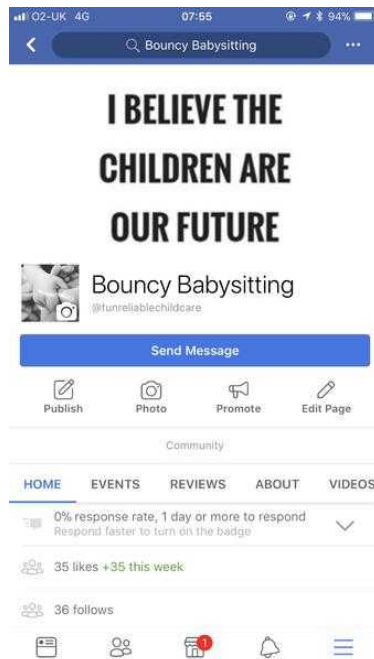 O2-UK 4G 07:55 94%
Bouncy Babysitting
I BELIEVE THE
CHILDREN ARE
OUR FUTURE
Bouncy Babysitting
@funreliablechildcare
Send Message
Publish Photo Promote Edit Page
Community
HOME EVENTS REVIEWS ABOUT VIDEOS
0% response rate, 1 day or more to respond
Respond faster to turn on the badge
35 likes +35 this week
36 follows
1